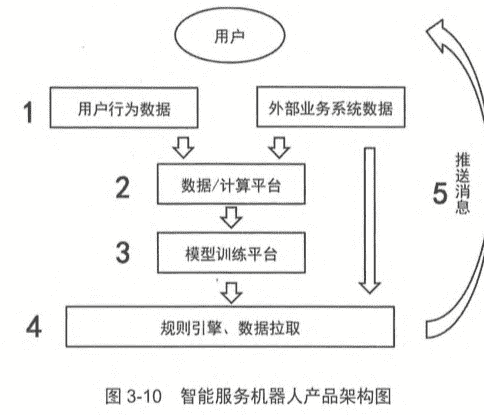 用户
1
用户行为数据
外部业务系统数据
2
数据/计算平台
3
模型训练平台
5
推送消息
4
规则引擎、数据拉取
图 3-10 智能服务机器人产品架构图